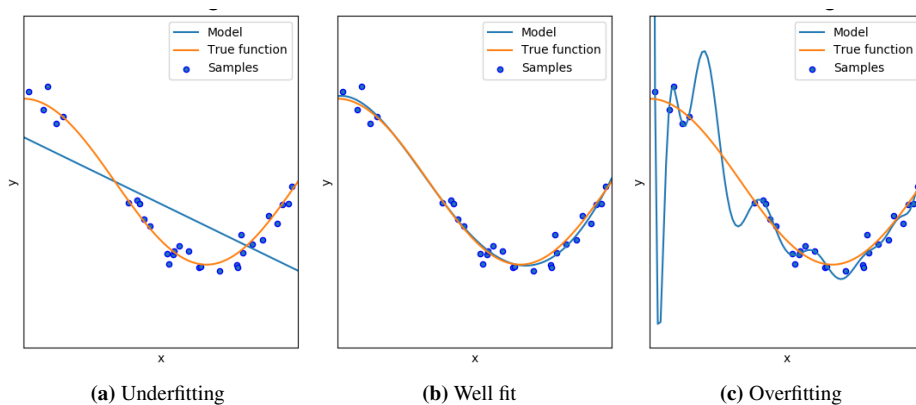 Model
True function
Samples
y
x
(a) Underfitting
Model
True function
Samples
y
x
(b) Well fit
Model
True function
Samples
y
x
(c) Overfitting